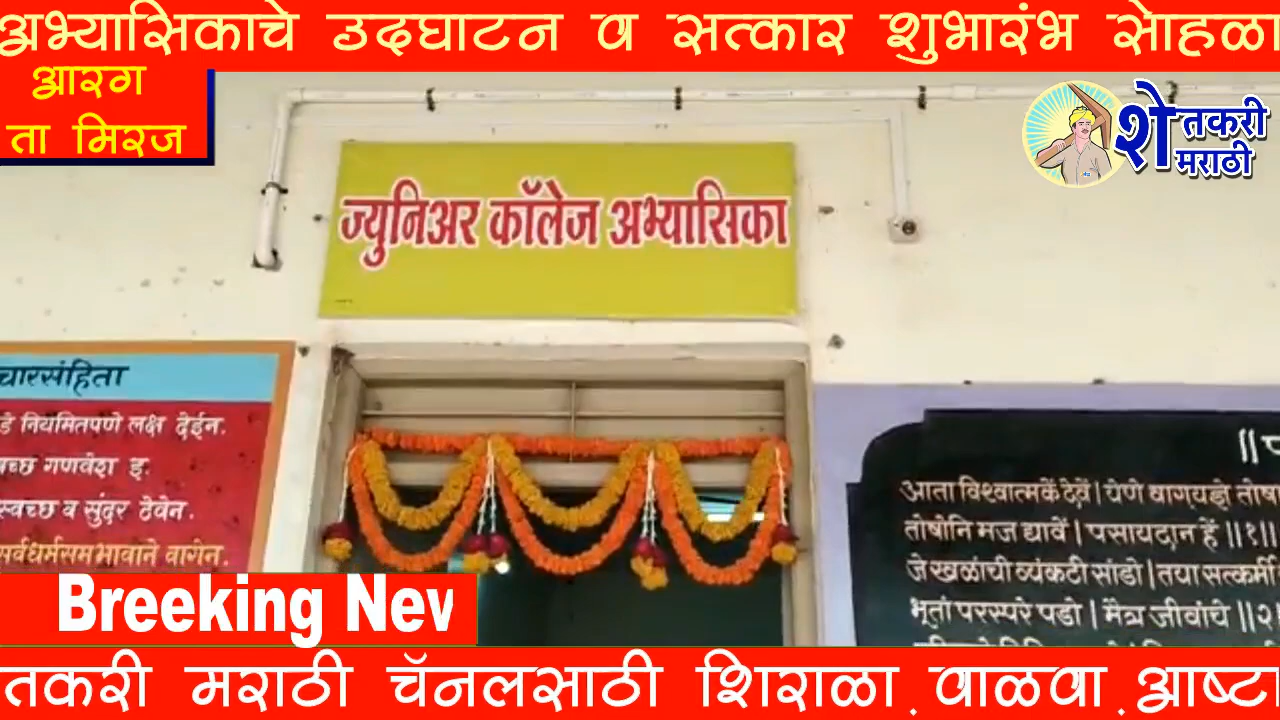 अभ्यासिकाचे उदघाटन व सत्कार शुभारंभ सोहळा
आरग
ता मिरज
शेतकरी
मराठी
ज्युनिअर कॉलेज अभ्यासिका
चारसंहिता
डे नियमितपणे लक्ष देईन.
च्छ गणवेश इ.
स्वच्छ व सुंदर ठेवेन.
सर्वधर्मसमभावाने वागेन.
॥ प
आता विश्वात्मकें देवें । येणे वाग्यज्ञे तोषा
तोषोनि मज द्यावें । पसायदान हें ॥१॥
जे खळांची व्यंकटी सांडो । तया सत्कर्मी
भूतां परस्परे पडो । मैत्र जीवांचे ॥२॥
Breeking Nev
तकरी मराठी चॅनलसाठी शिराळा.वाळवा.आष्टा